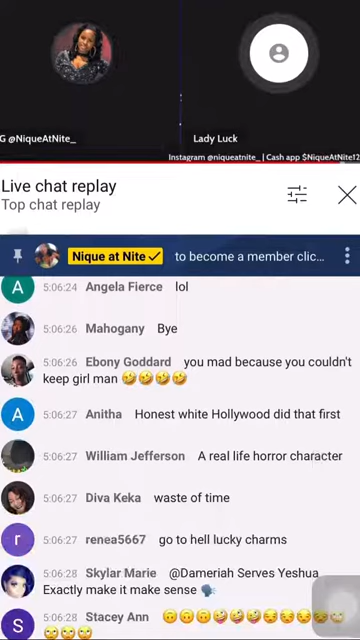 G @NiqueAtNite_
Lady Luck
Instagram @niqueatnite_ | Cash app $NiqueAtNite12
Live chat replay
Top chat replay
Nique at Nite to become a member clic...
A 5:06:24 Angela Fierce lol
5:06:26 Mahogany Bye
5:06:26 Ebony Goddard you mad because you couldn't
keep girl man 🤣🤣🤣🤣
A 5:06:27 Anitha Honest white Hollywood did that first
5:06:27 William Jefferson A real life horror character
5:06:27 Diva Keka waste of time
r 5:06:27 renea5667 go to hell lucky charms
5:06:28 Skylar Marie @Dameriah Serves Yeshua
Exactly make it make sense 🗣
S 5:06:28 Stacey Ann 🙃🙃🙃🤪🤪🤪😒😒😒😒🙄
🙄🙄🙄